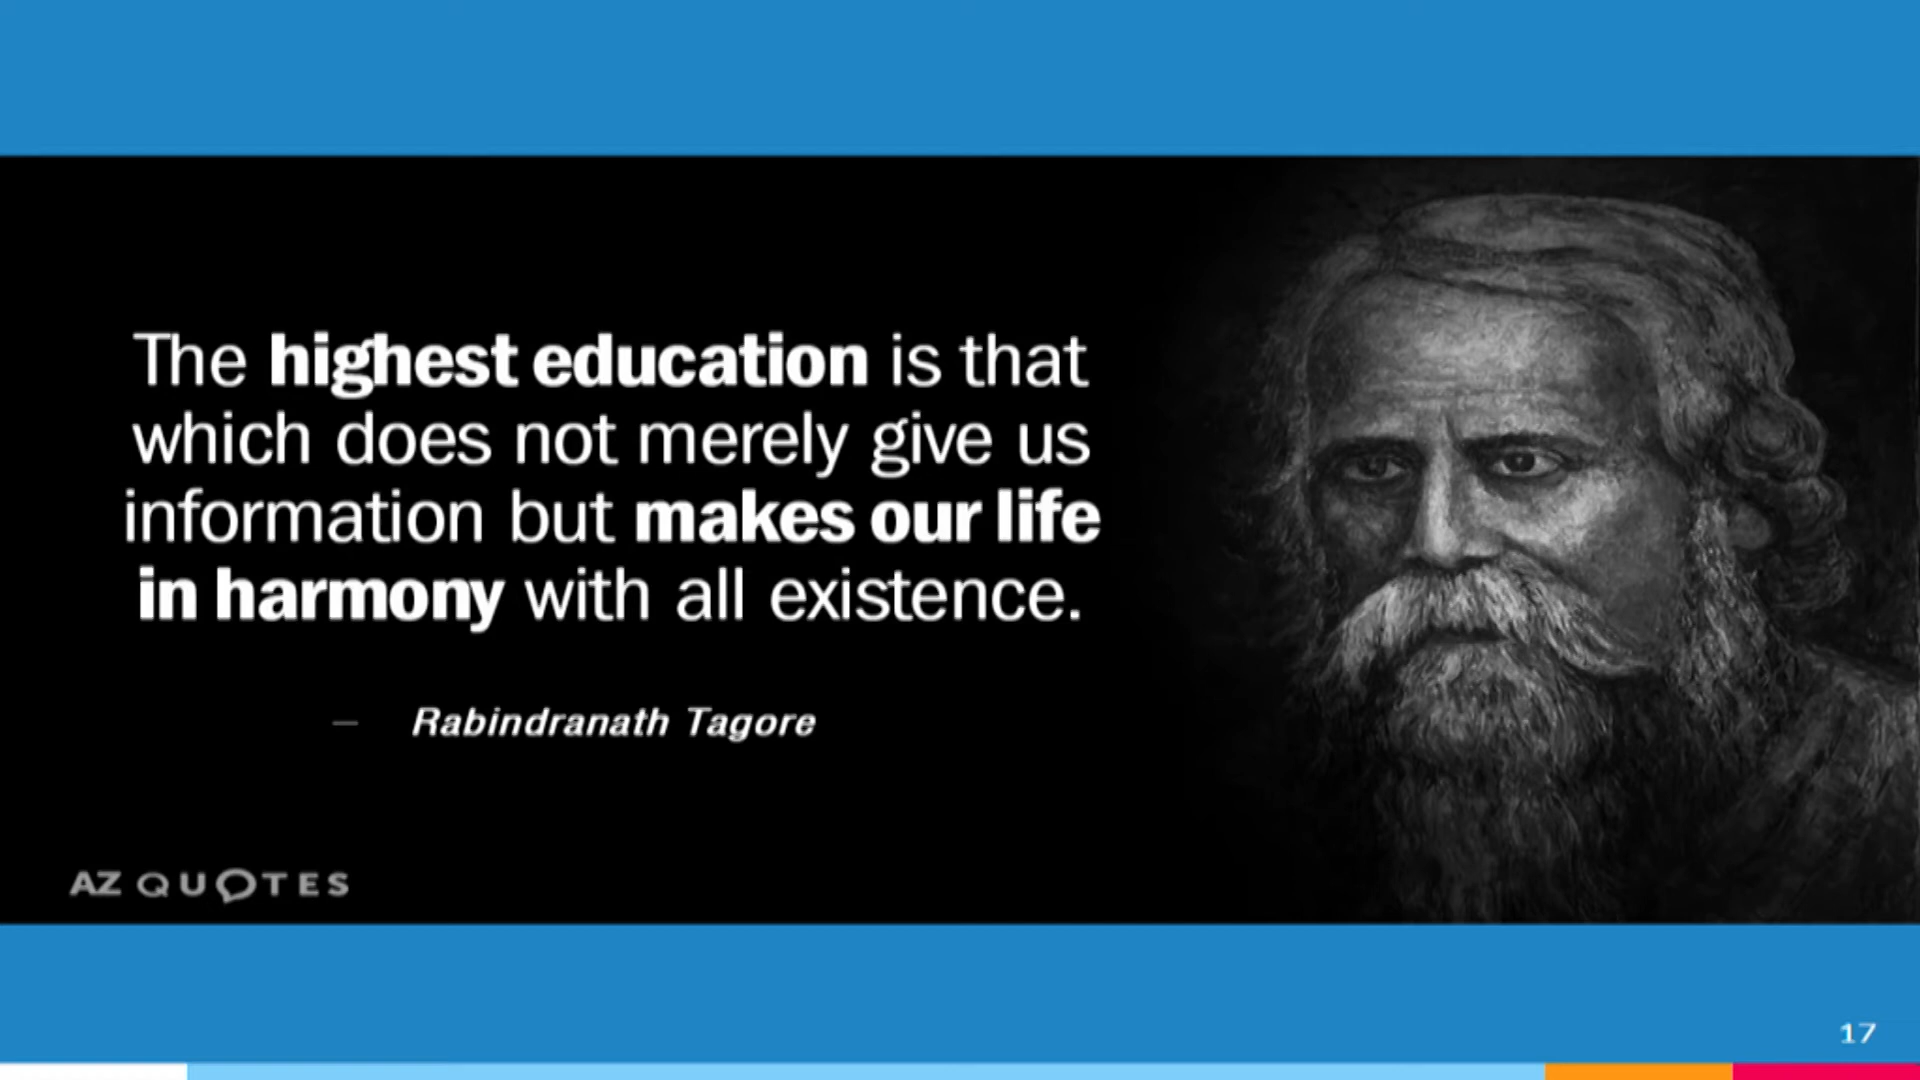 The highest education is that
which does not merely give us
information but makes our life
in harmony with all existence.
— Rabindranath Tagore
AZ QUOTES
17